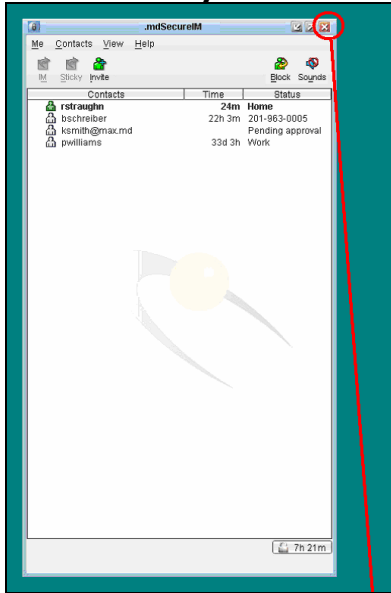 .mdSecureIM
Me Contacts View Help
IM Sticky Invite Block Sounds
Contacts Time Status
rstraughn 24m Home
bschreiber 22h 3m 201-963-0005
ksmith@max.md Pending approval
pwilliams 33d 3h Work
7h 21m